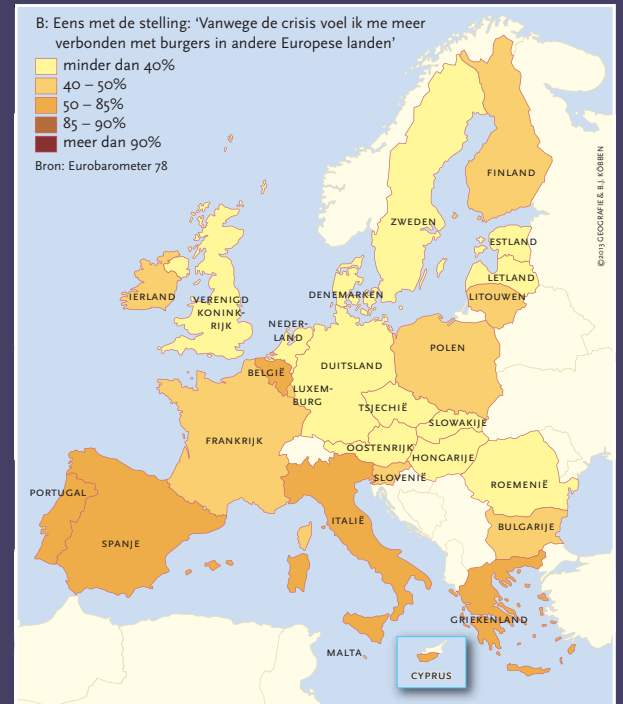 B: Eens met de stelling: ‘Vanwege de crisis voel ik me meer
verbonden met burgers in andere Europese landen’
minder dan 40%
40 – 50%
50 – 85%
85 – 90%
meer dan 90%
Bron: Eurobarometer 78
©2013 GEOGRAFIE & B.J. KÖBBEN
FINLAND
ZWEDEN
ESTLAND
LETLAND
LITOUWEN
IERLAND
VERENIGD
KONINK-
RIJK
DENEMARKEN
NEDER-
LAND
POLEN
BELGIË
DUITSLAND
LUXEM-
BURG
TSJECHIË
SLOWAKIJE
FRANKRIJK
OOSTENRIJK
HONGARIJE
SLOVENIË
ROEMENIË
PORTUGAL
ITALIË
BULGARIJE
SPANJE
GRIEKENLAND
MALTA
CYPRUS